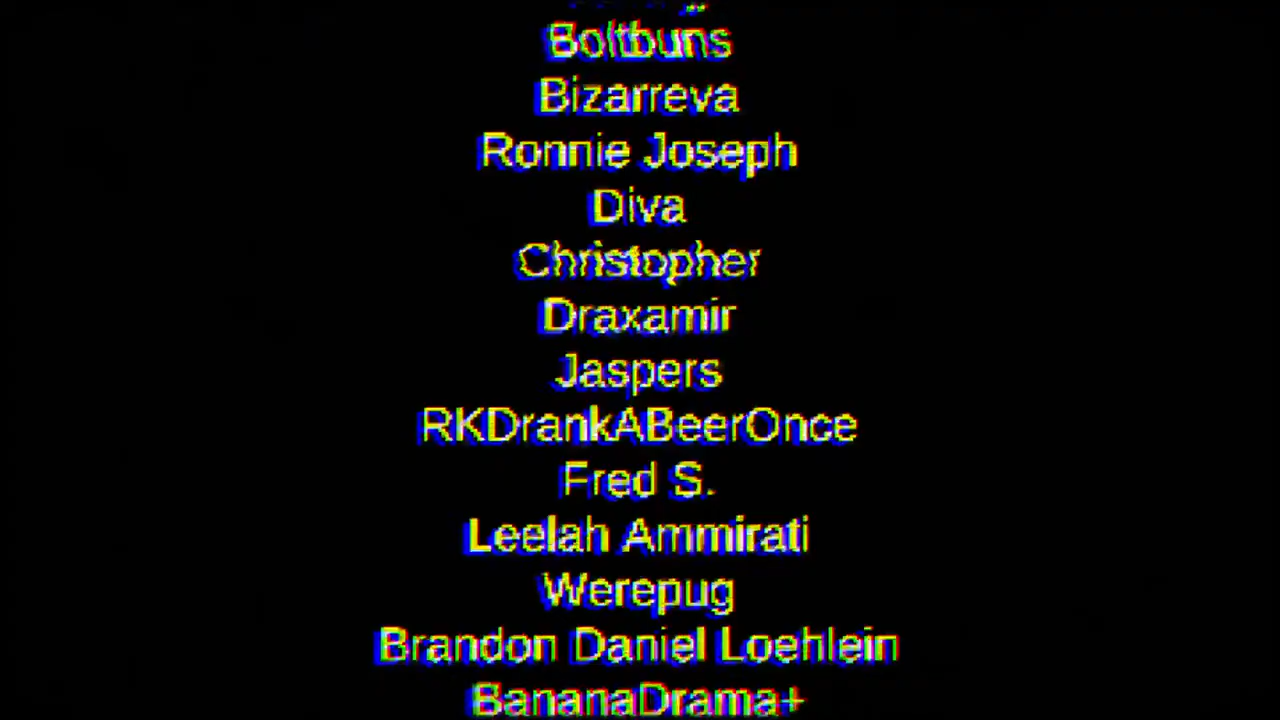 Boltbuns
Bizarreva
Ronnie Joseph
Diva
Christopher
Draxamir
Jaspers
RKDrankABeerOnce
Fred S.
Leelah Ammirati
Werepug
Brandon Daniel Loehlein
BananaDrama+